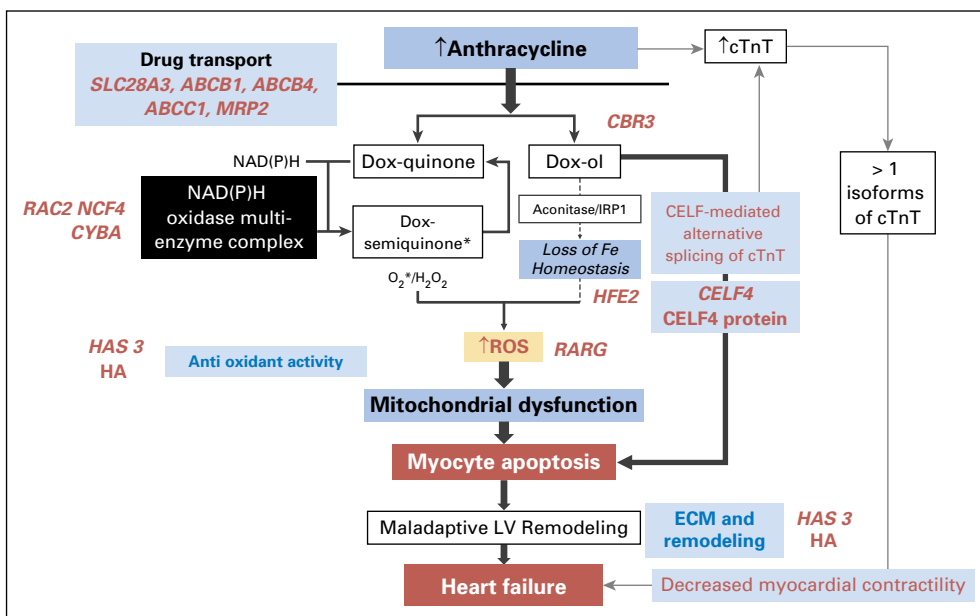 ↑Anthracycline
↑cTnT
Drug transport
SLC28A3, ABCB1, ABCB4,
ABCC1, MRP2
CBR3
NAD(P)H
Dox-quinone
Dox-ol
> 1
isoforms
of cTnT
RAC2 NCF4
CYBA
NAD(P)H
oxidase multi-
enzyme complex
Dox-
semiquinone*
Aconitase/IRP1
CELF-mediated
alternative
splicing of cTnT
Loss of Fe
Homeostasis
O2*/H2O2
HFE2
CELF4
CELF4 protein
↑ROS
RARG
HAS 3
HA
Anti oxidant activity
Mitochondrial dysfunction
Myocyte apoptosis
Maladaptive LV Remodeling
ECM and
remodeling
HAS 3
HA
Heart failure
Decreased myocardial contractility